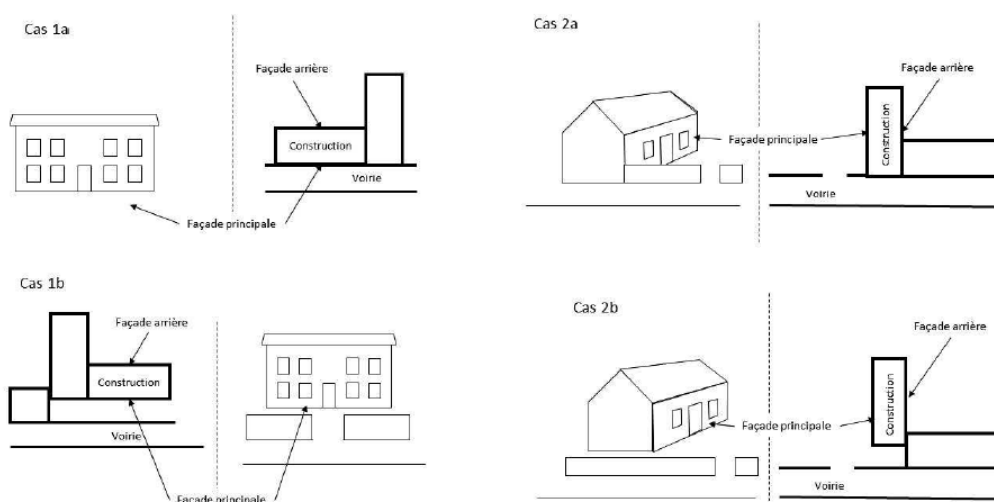 Cas 1a
Façade arrière
Construction
Voirie
Façade principale
Cas 2a
Façade arrière
Façade principale
Construction
Voirie
Cas 1b
Façade arrière
Construction
Voirie
Façade principale
Cas 2b
Façade arrière
Façade principale
Construction
Voirie